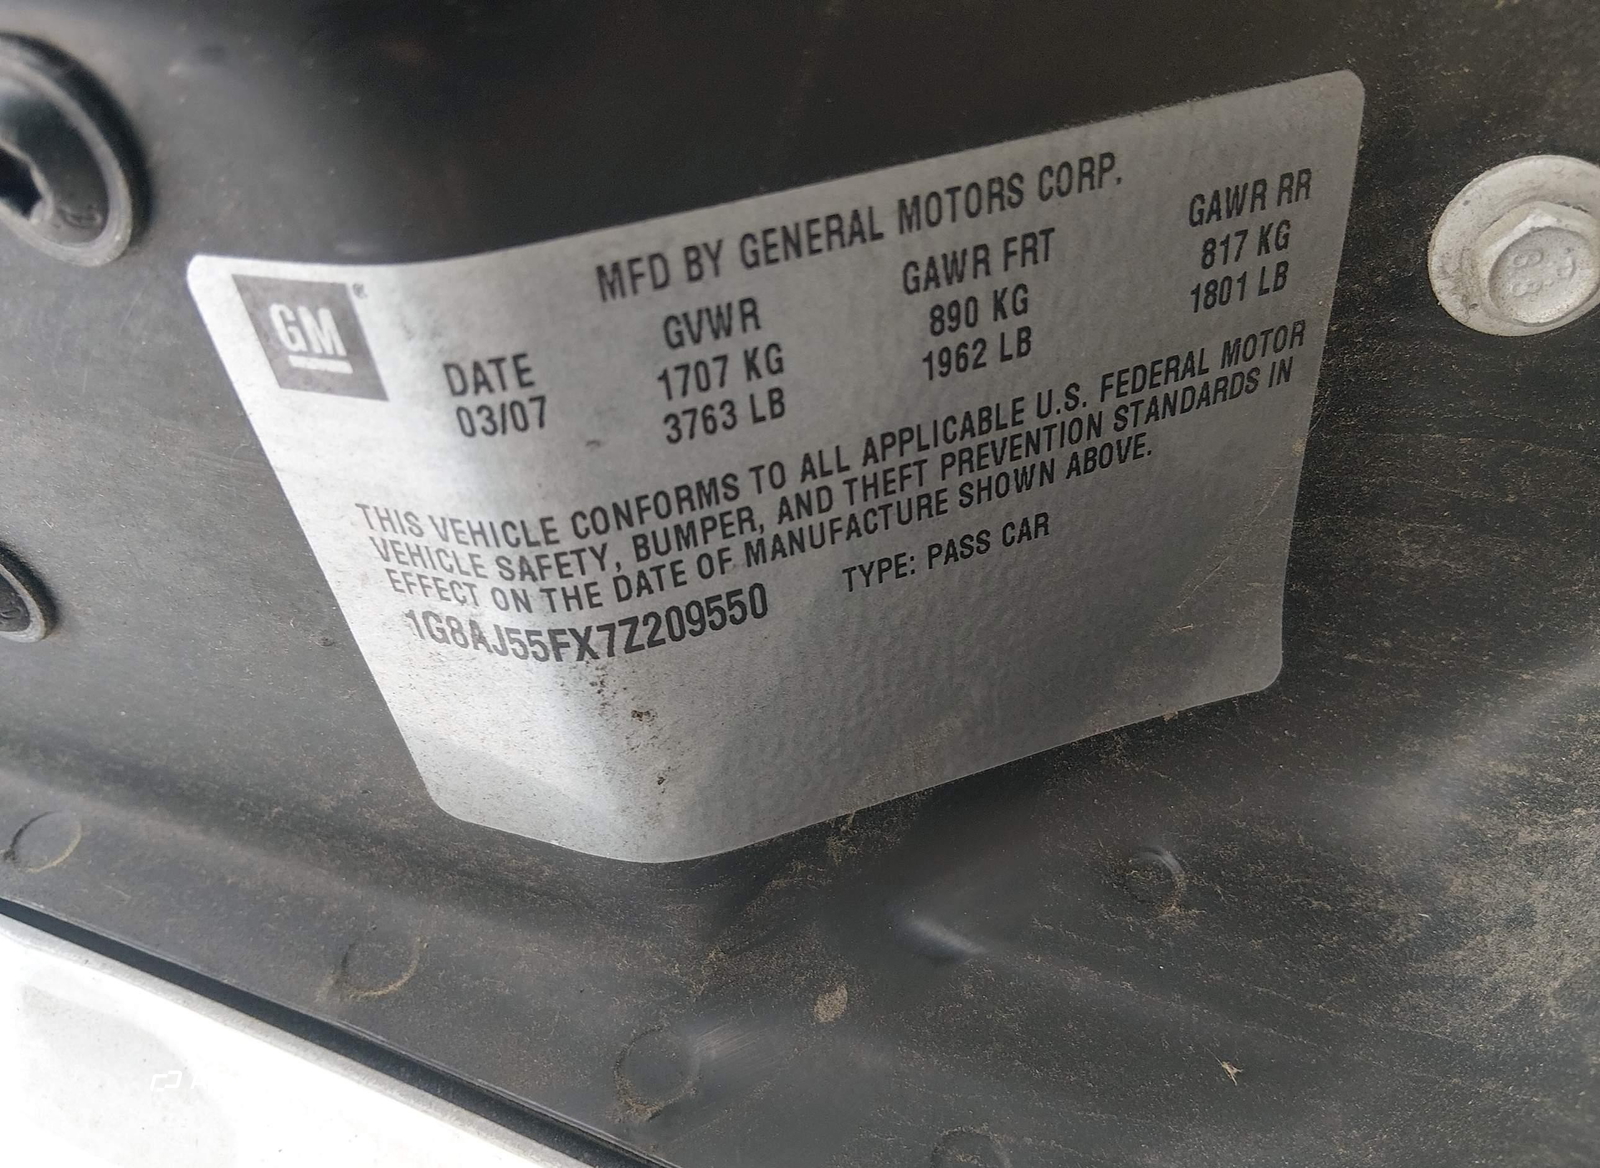 GM®
MFD BY GENERAL MOTORS CORP.
DATE GVWR GAWR FRT GAWR RR
03/07 1707 KG 890 KG 817 KG
3763 LB 1962 LB 1801 LB
THIS VEHICLE CONFORMS TO ALL APPLICABLE U.S. FEDERAL MOTOR
VEHICLE SAFETY, BUMPER, AND THEFT PREVENTION STANDARDS IN
EFFECT ON THE DATE OF MANUFACTURE SHOWN ABOVE.
1G8AJ55FX7Z209550 TYPE: PASS CAR